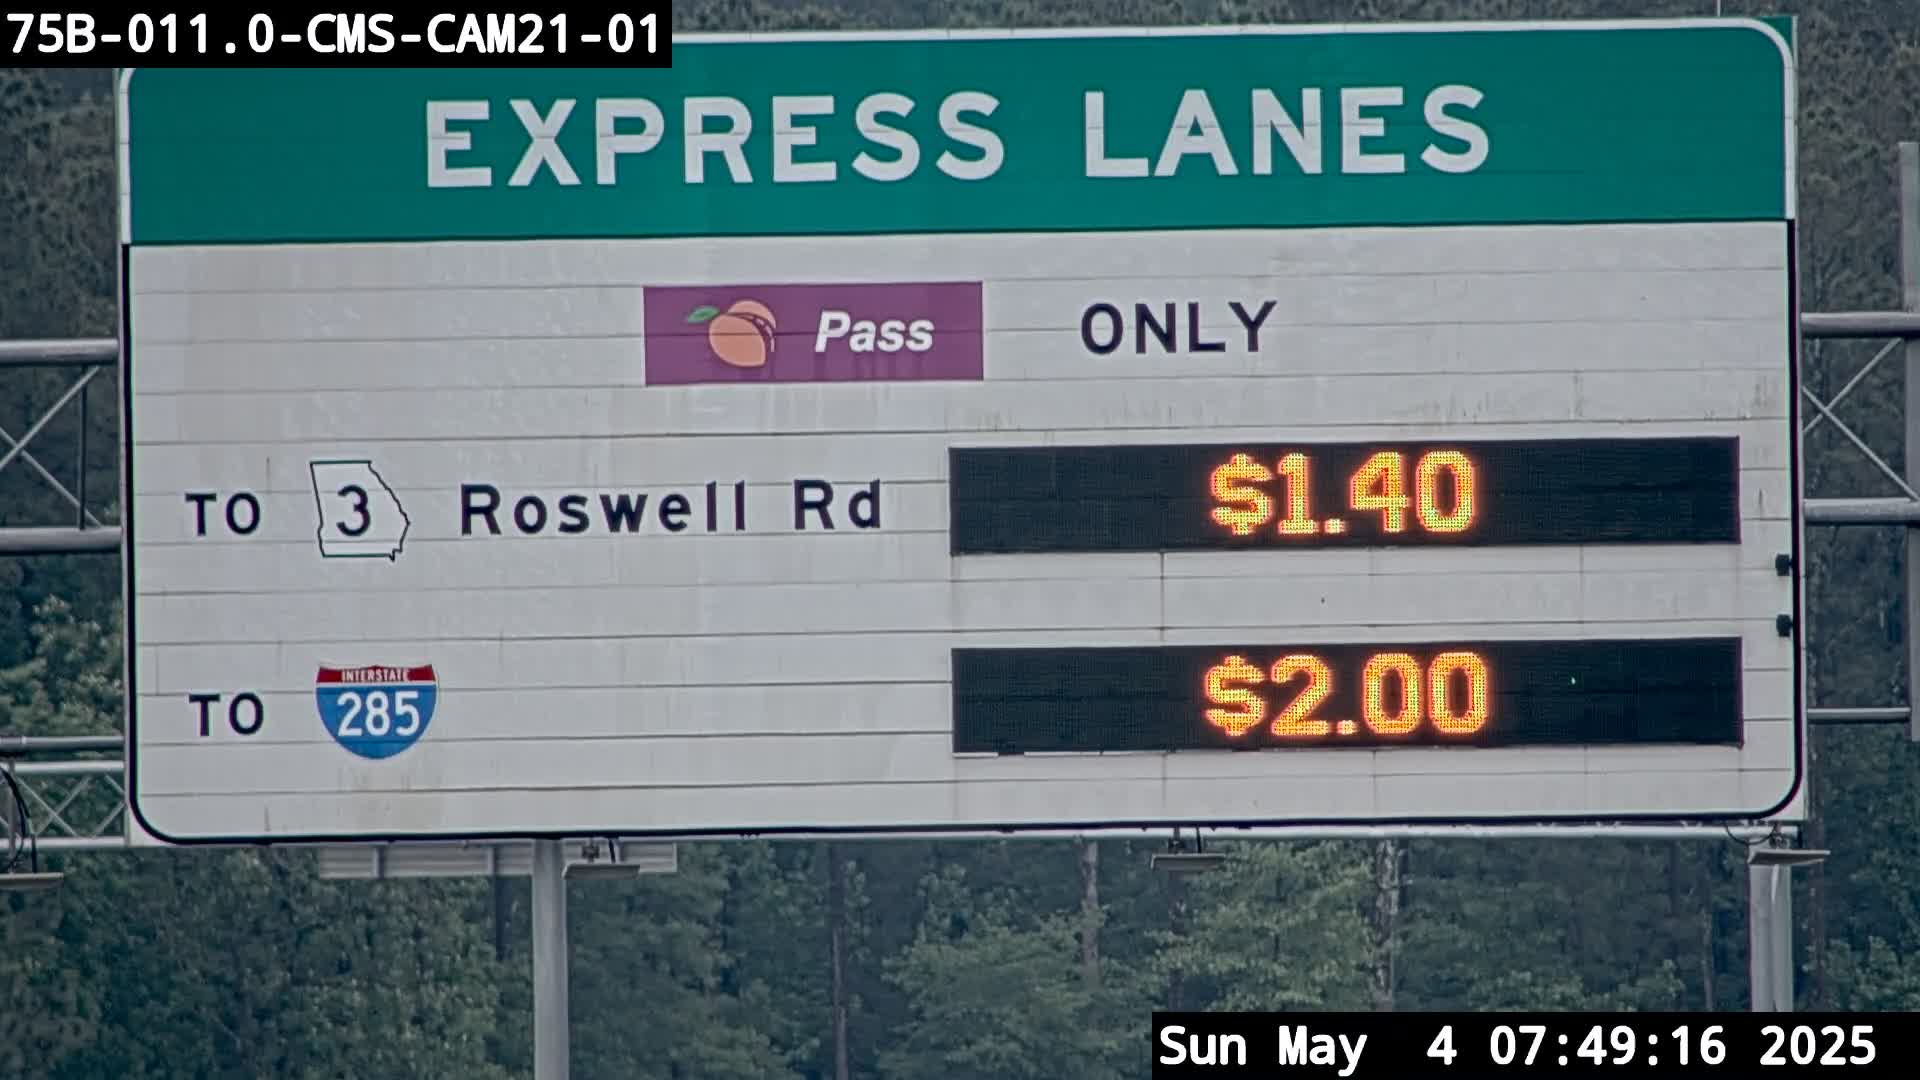 75B-011.0-CMS-CAM21-01
EXPRESS LANES
Pass ONLY
TO 3 Roswell Rd $1.40
INTERSTATE
TO 285 $2.00
Sun May 4 07:49:16 2025